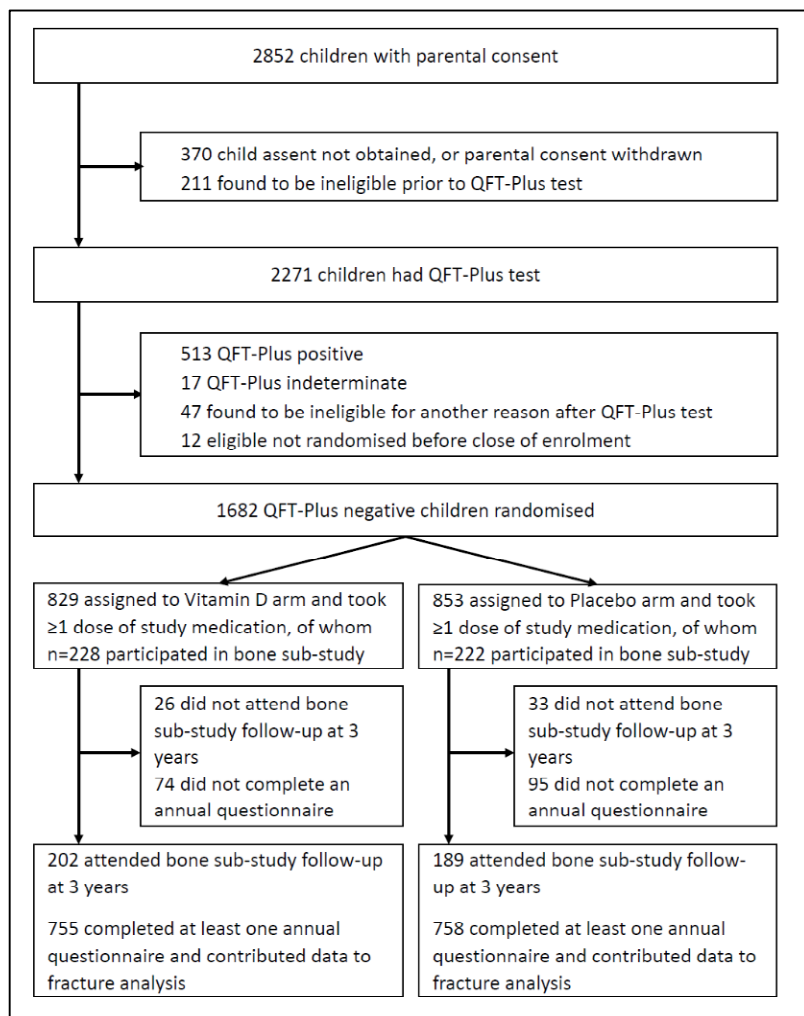 2852 children with parental consent
370 child assent not obtained, or parental consent withdrawn
211 found to be ineligible prior to QFT-Plus test
2271 children had QFT-Plus test
513 QFT-Plus positive
17 QFT-Plus indeterminate
47 found to be ineligible for another reason after QFT-Plus test
12 eligible not randomised before close of enrolment
1682 QFT-Plus negative children randomised
829 assigned to Vitamin D arm and took
≥1 dose of study medication, of whom
n=228 participated in bone sub-study
853 assigned to Placebo arm and took
≥1 dose of study medication, of whom
n=222 participated in bone sub-study
26 did not attend bone
sub-study follow-up at 3
years
74 did not complete an
annual questionnaire
33 did not attend bone
sub-study follow-up at 3
years
95 did not complete an
annual questionnaire
202 attended bone sub-study follow-up
at 3 years
755 completed at least one annual
questionnaire and contributed data to
fracture analysis
189 attended bone sub-study follow-
up at 3 years
758 completed at least one annual
questionnaire and contributed data to
fracture analysis